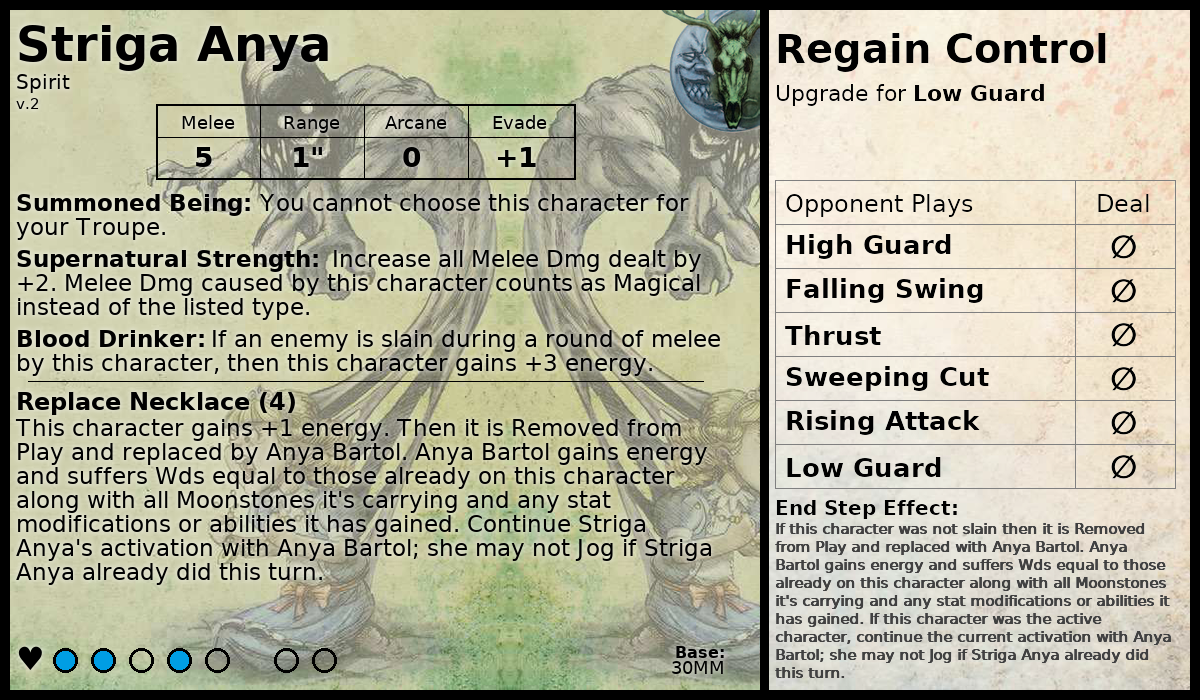 Striga Anya
Spirit
v.2
Melee Range Arcane Evade
5 1" 0 +1
Summoned Being: You cannot choose this character for
your Troupe.
Supernatural Strength: Increase all Melee Dmg dealt by
+2. Melee Dmg caused by this character counts as Magical
instead of the listed type.
Blood Drinker: If an enemy is slain during a round of melee
by this character, then this character gains +3 energy.
Replace Necklace (4)
This character gains +1 energy. Then it is Removed from
Play and replaced by Anya Bartol. Anya Bartol gains energy
and suffers Wds equal to those already on this character
along with all Moonstones it's carrying and any stat
modifications or abilities it has gained. Continue Striga
Anya's activation with Anya Bartol; she may not Jog if Striga
Anya already did this turn.
Base:
30MM
Regain Control
Upgrade for Low Guard
Opponent Plays Deal
High Guard ∅
Falling Swing ∅
Thrust ∅
Sweeping Cut ∅
Rising Attack ∅
Low Guard ∅
End Step Effect:
If this character was not slain then it is Removed
from Play and replaced with Anya Bartol. Anya
Bartol gains energy and suffers Wds equal to those
already on this character along with all Moonstones
it's carrying and any stat modifications or abilities it
has gained. If this character was the active
character, continue the current activation with Anya
Bartol; she may not Jog if Striga Anya already did
this turn.